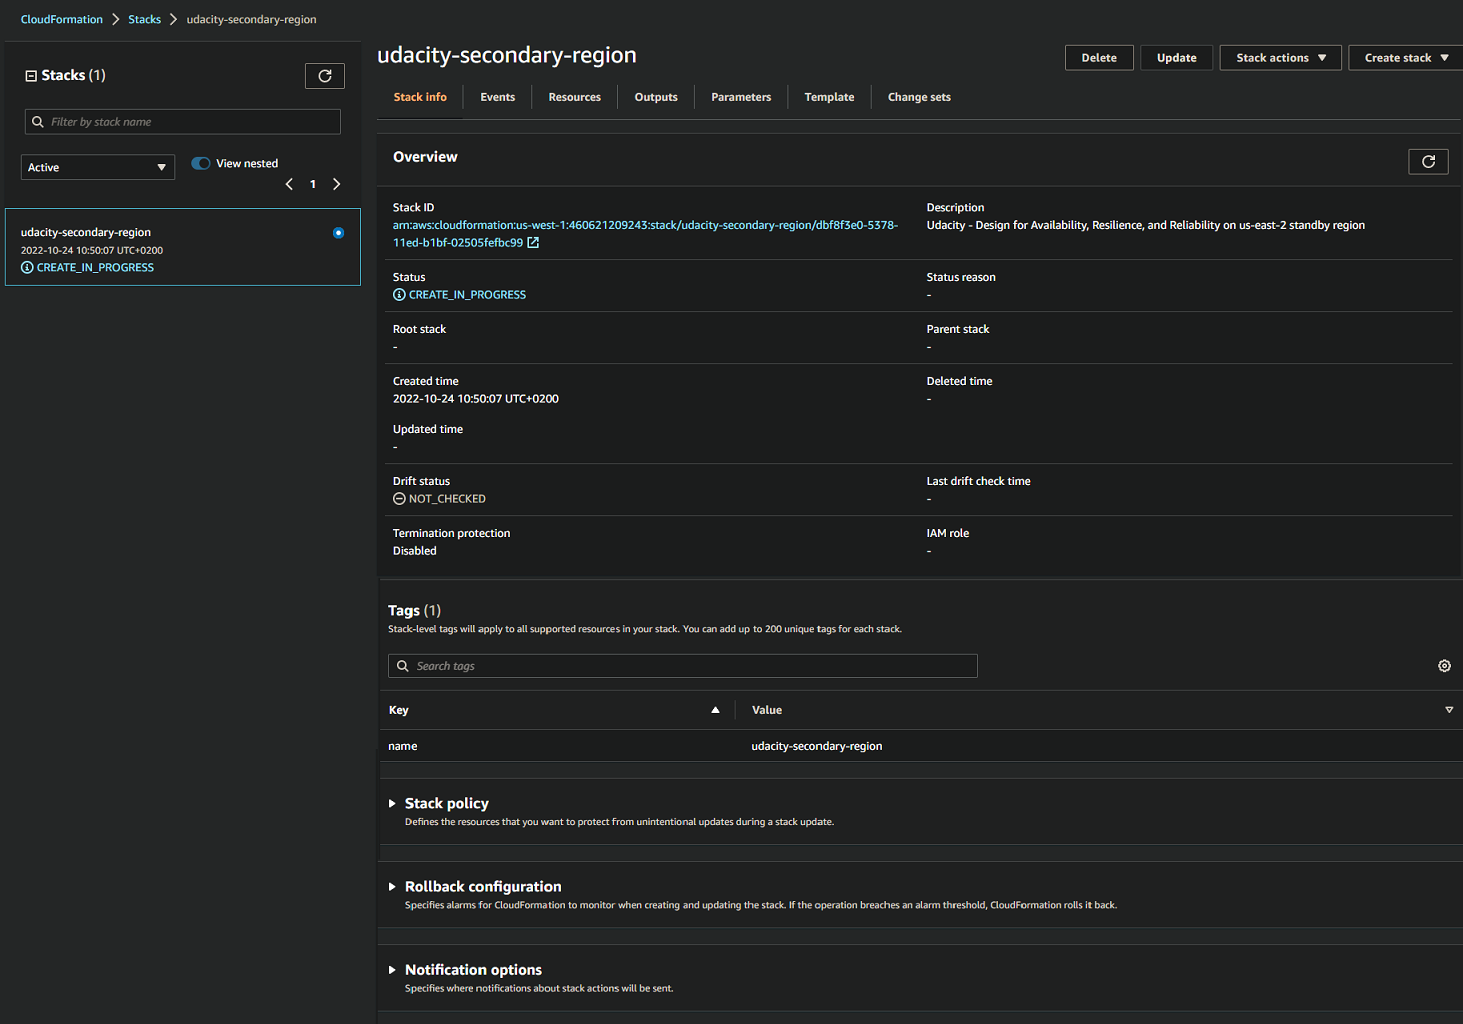 CloudFormation > Stacks > udacity-secondary-region
Stacks (1)
Filter by stack name
Active
View nested
1
udacity-secondary-region
2022-10-24 10:50:07 UTC+0200
CREATE_IN_PROGRESS
udacity-secondary-region
Delete
Update
Stack actions
Create stack
Stack info
Events
Resources
Outputs
Parameters
Template
Change sets
Overview
Stack ID
arn:aws:cloudformation:us-west-1:460621209243:stack/udacity-secondary-region/dbf8f3e0-5378-
11ed-b1bf-02505fefbc99
Description
Udacity - Design for Availability, Resilience, and Reliability on us-east-2 standby region
Status
CREATE_IN_PROGRESS
Status reason
-
Root stack
-
Parent stack
-
Created time
2022-10-24 10:50:07 UTC+0200
Deleted time
-
Updated time
-
Drift status
NOT_CHECKED
Last drift check time
-
Termination protection
Disabled
IAM role
-
Tags (1)
Stack-level tags will apply to all supported resources in your stack. You can add up to 200 unique tags for each stack.
Search tags
Key
Value
name
udacity-secondary-region
Stack policy
Defines the resources that you want to protect from unintentional updates during a stack update.
Rollback configuration
Specifies alarms for CloudFormation to monitor when creating and updating the stack. If the operation breaches an alarm threshold, CloudFormation rolls it back.
Notification options
Specifies where notifications about stack actions will be sent.